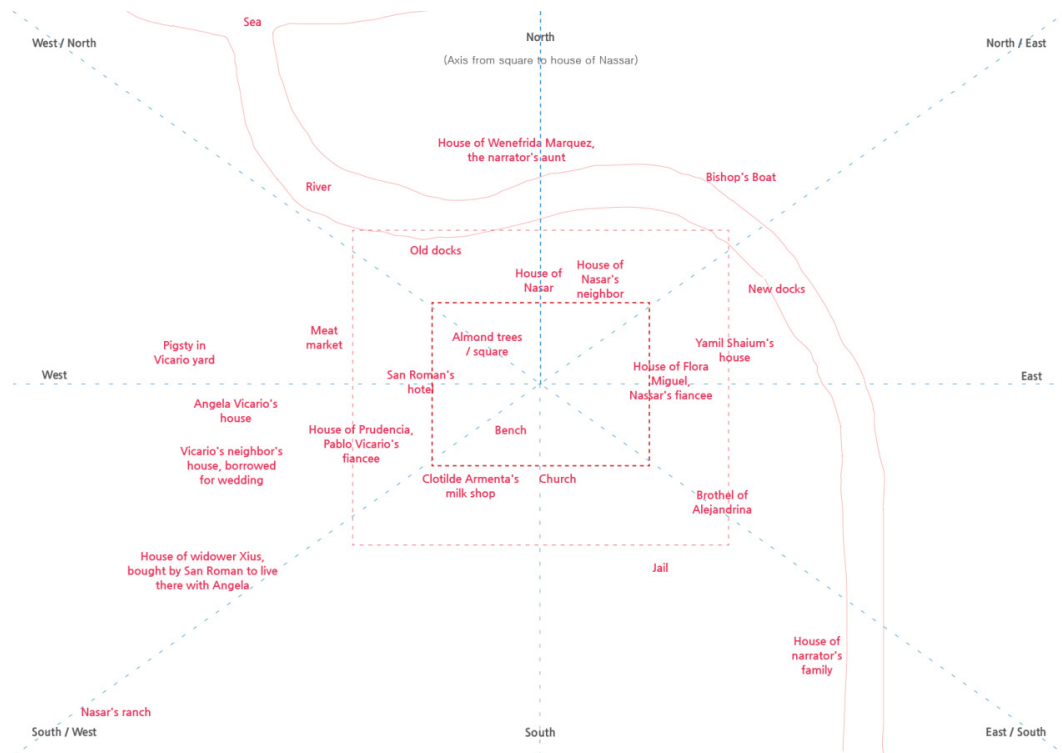 Sea
West / North
North
North / East
(Axis from square to house of Nassar)
House of Wenefrida Marquez,
the narrator's aunt
Bishop's Boat
River
Old docks
House of
Nasar
House of
Nasar's
neighbor
New docks
Meat
market
Almond trees
/ square
Yamil Shaium's
house
Pigsty in
Vicario yard
West
San Roman's
hotel
House of Flora
Miguel,
Nassar's fiancee
East
Angela Vicario's
house
House of Prudencia,
Pablo Vicario's
fiancee
Bench
Vicario's neighbor's
house, borrowed
for wedding
Clotilde Armenta's
milk shop
Church
Brothel of
Alejandrina
House of widower Xius,
bought by San Roman to live
there with Angela
Jail
House of
narrator's
family
Nasar's ranch
South / West
South
East / South